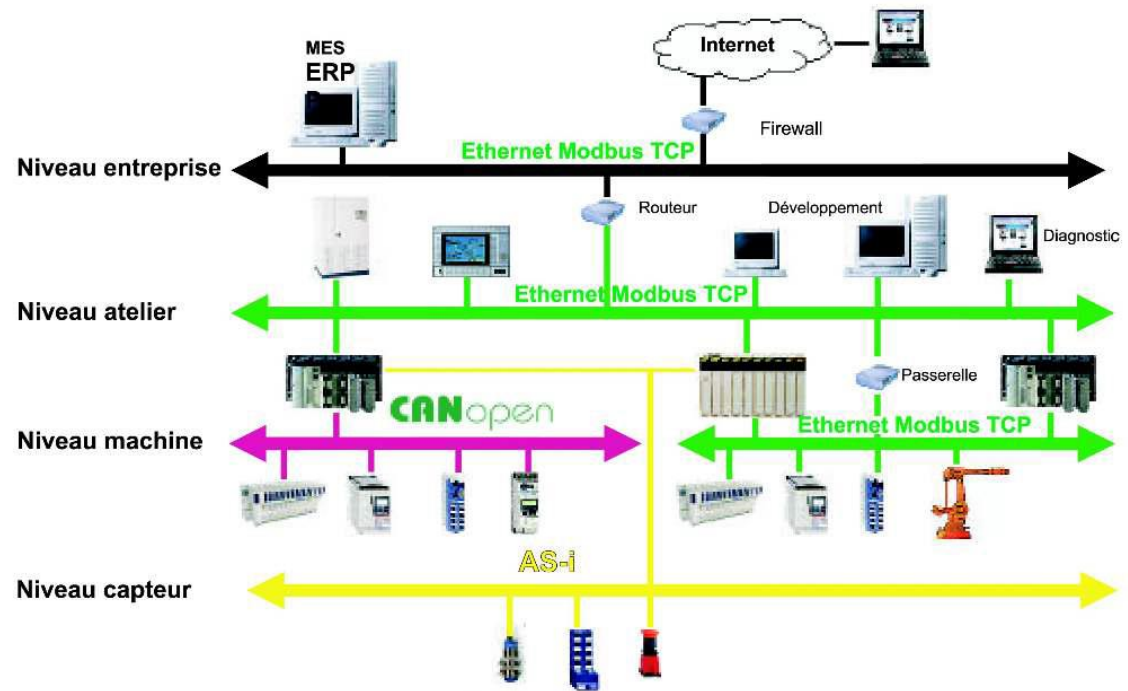 MES
ERP
Internet
Firewall
Ethernet Modbus TCP
Niveau entreprise
Routeur
Développement
Diagnostic
Ethernet Modbus TCP
Niveau atelier
Passerelle
CANopen
Ethernet Modbus TCP
Niveau machine
AS-i
Niveau capteur